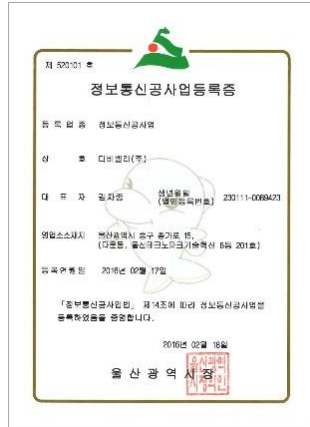 제 520101 호
정보통신공사업등록증
등 록 업 종 정보통신공사업
상 호 디비밸리(주)
대 표 자
생년월일
(법인등록번호) 230111-0089420
영업소소재지 울산광역시 중구 종가로 15,
(다운동, 울산테크노파크기술혁신 B동 201호)
등록연월일 2016년 02월 17일
「정보통신공사업법」 제14조에 따라 정보통신공사업을
등록하였음을 증명합니다.
2016년 02월 18일
울 산 광 역 시 장